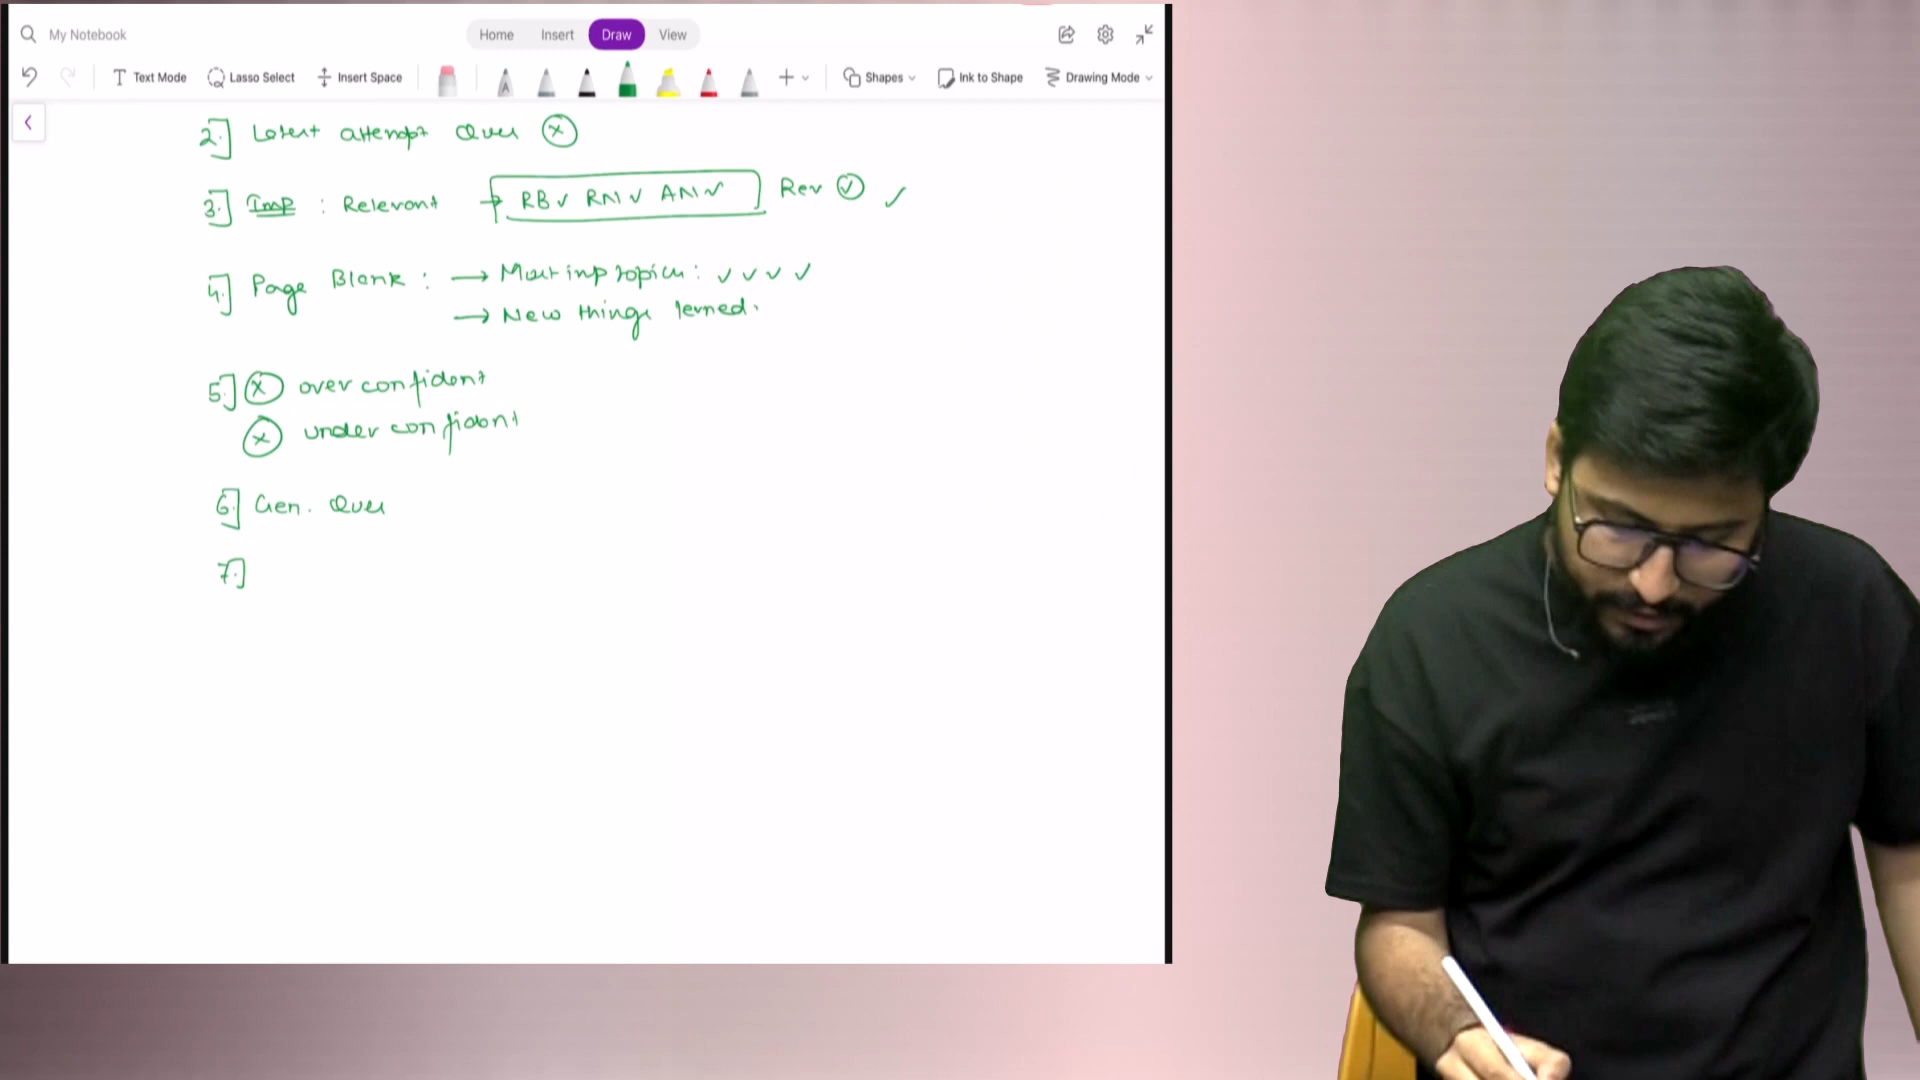 My Notebook
Home Insert Draw View
Text Mode Lasso Select Insert Space A Shapes Ink to Shape Drawing Mode
2.] Latest attempt Ques ⓧ
3.] Imp : Relevant → RB ✓ RM ✓ AM ✓ Rev ✓ ✓
4.] Page Blank : → Most imp topics : ✓ ✓ ✓ ✓
→ New things lerned.
5.] ⓧ over confident
ⓧ under confident
6.] Gen. Ques
7.]